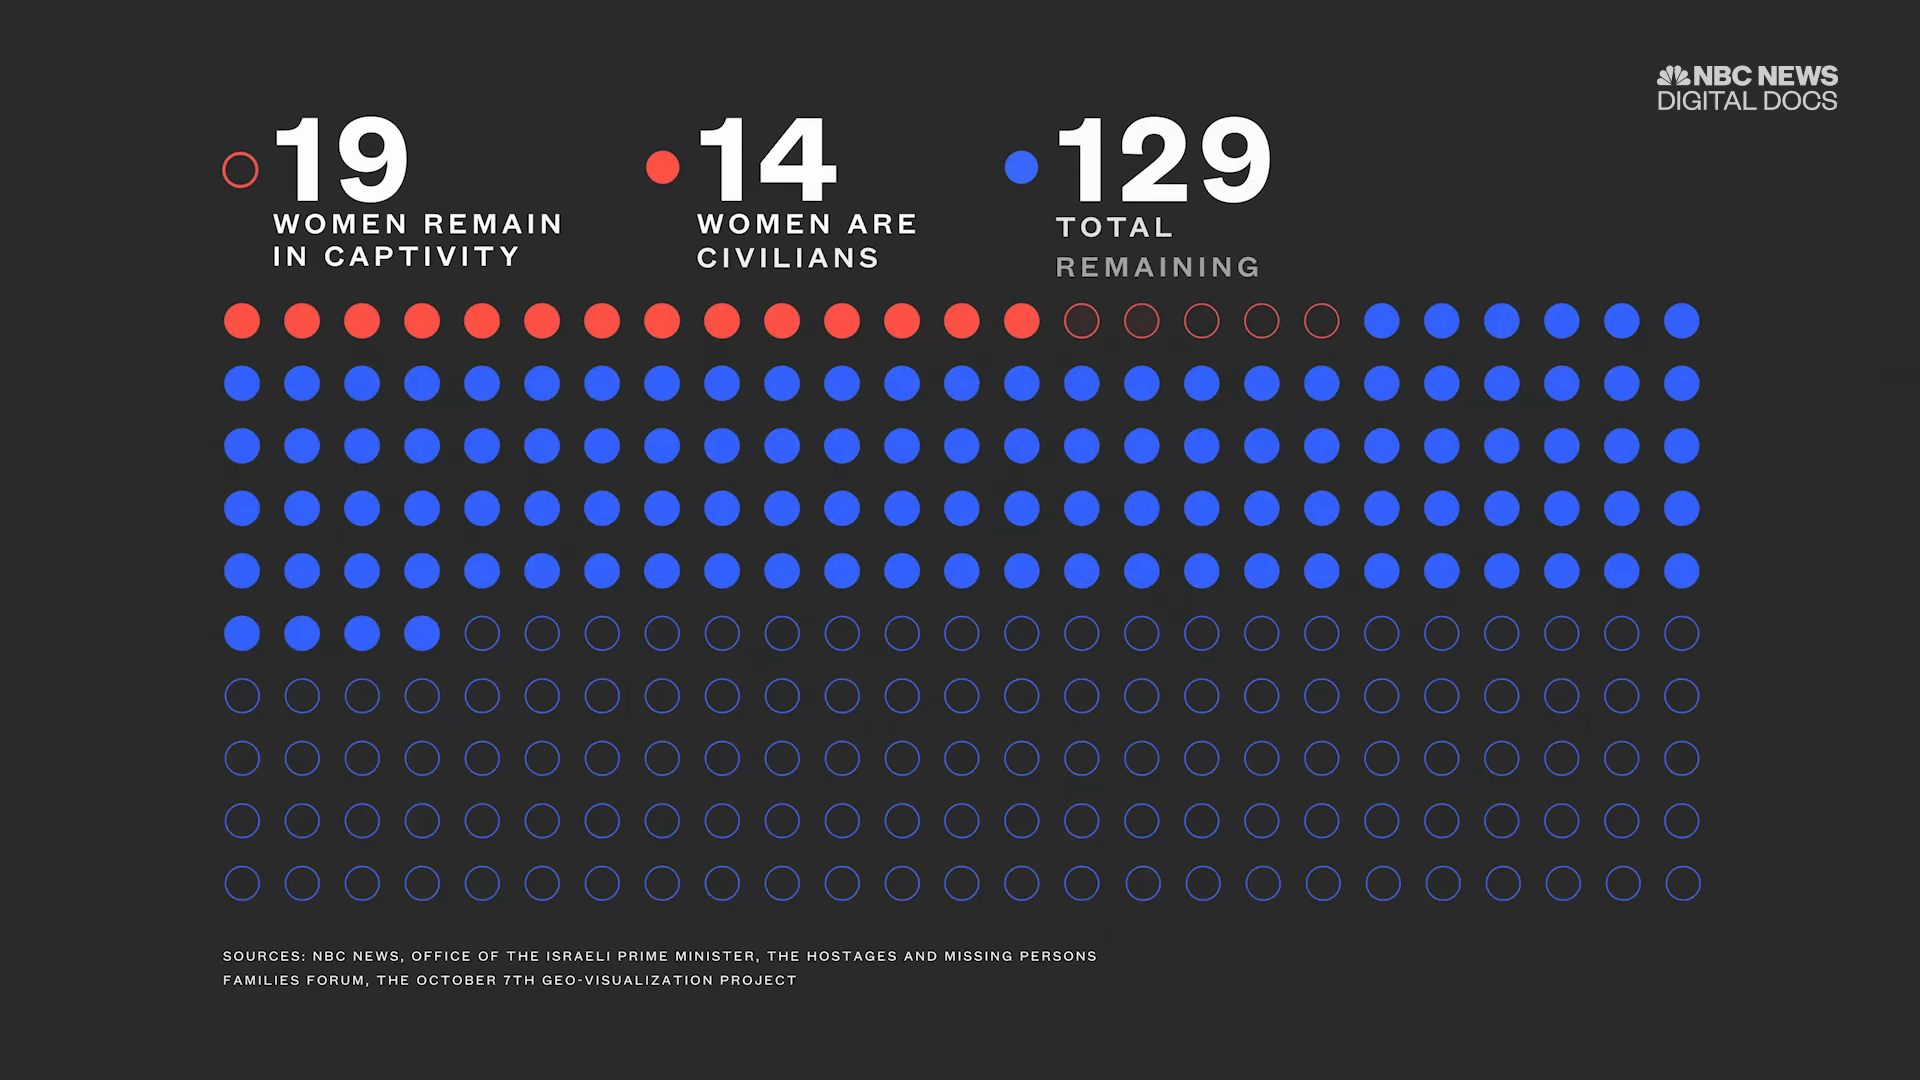 NBC NEWS
DIGITAL DOCS
19
WOMEN REMAIN
IN CAPTIVITY
14
WOMEN ARE
CIVILIANS
129
TOTAL
REMAINING
SOURCES: NBC NEWS, OFFICE OF THE ISRAELI PRIME MINISTER, THE HOSTAGES AND MISSING PERSONS
FAMILIES FORUM, THE OCTOBER 7TH GEO-VISUALIZATION PROJECT